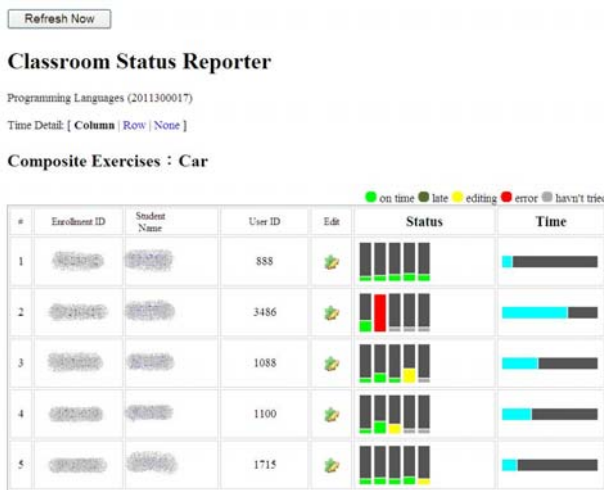 Refresh Now
Classroom Status Reporter
Programming Languages (2011300017)
Time Detail: [ Column | Row | None ]
Composite Exercises : Car
on time late editing error havn't tried
# Enrollment ID Student Name User ID Edit Status Time
1 888
2 3486
3 1088
4 1100
5 1715